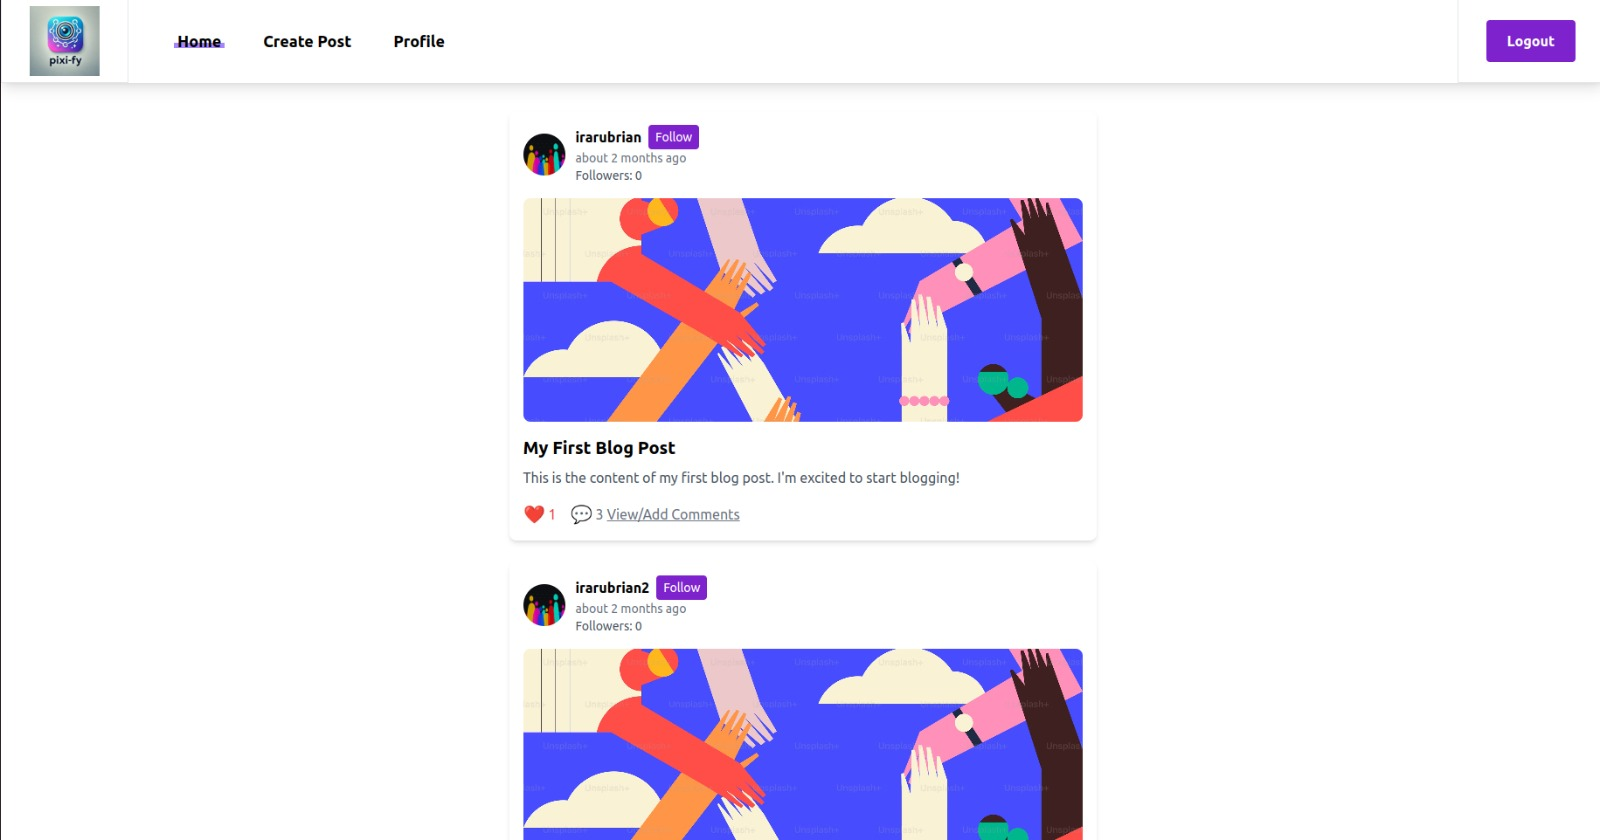 pixi-fy
Home Create Post Profile Logout
irarubrian Follow
about 2 months ago
Followers: 0
Unsplash+
My First Blog Post
This is the content of my first blog post. I'm excited to start blogging!
❤️ 1 💬 3 View/Add Comments
irarubrian2 Follow
about 2 months ago
Followers: 0
Unsplash+